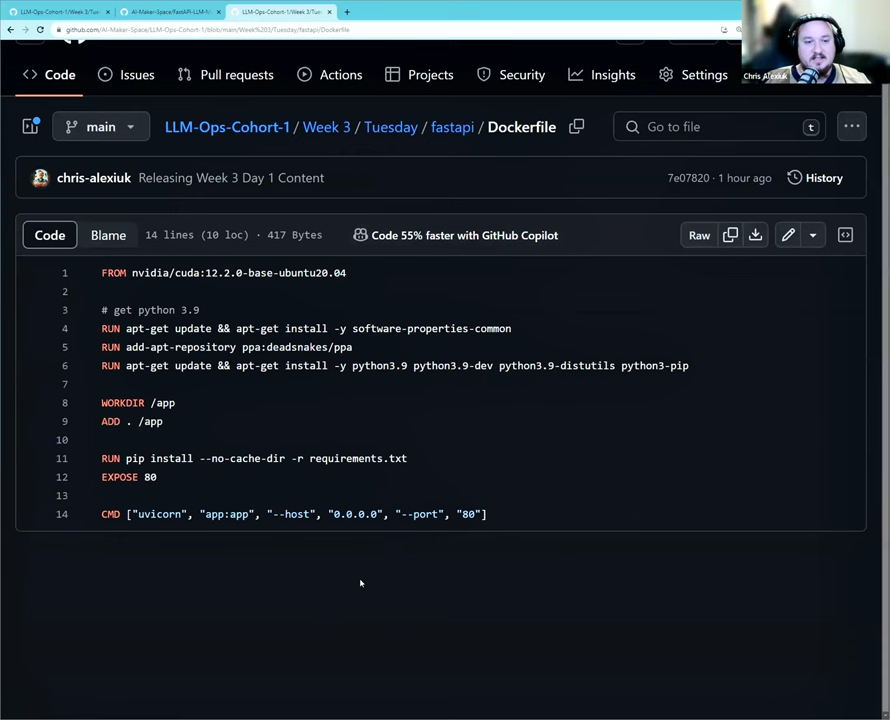 LLM-Ops-Cohort-1/Week 3/Tues
AI-Maker-Space/FastAPI-LLM-1/
LLM-Ops-Cohort-1/Week 3/Tues
github.com/AI-Maker-Space/LLM-Ops-Cohort-1/blob/main/Week%203/Tuesday/fastapi/Dockerfile
Chris Alexiuk
Code
Issues
Pull requests
Actions
Projects
Security
Insights
Settings
main
LLM-Ops-Cohort-1 / Week 3 / Tuesday / fastapi / Dockerfile
Go to file
t
chris-alexiuk Releasing Week 3 Day 1 Content
7e07820 · 1 hour ago
History
Code
Blame
14 lines (10 loc) · 417 Bytes
Code 55% faster with GitHub Copilot
Raw
1 FROM nvidia/cuda:12.2.0-base-ubuntu20.04
2
3 # get python 3.9
4 RUN apt-get update && apt-get install -y software-properties-common
5 RUN add-apt-repository ppa:deadsnakes/ppa
6 RUN apt-get update && apt-get install -y python3.9 python3.9-dev python3.9-distutils python3-pip
7
8 WORKDIR /app
9 ADD . /app
10
11 RUN pip install --no-cache-dir -r requirements.txt
12 EXPOSE 80
13
14 CMD ["uvicorn", "app:app", "--host", "0.0.0.0", "--port", "80"]